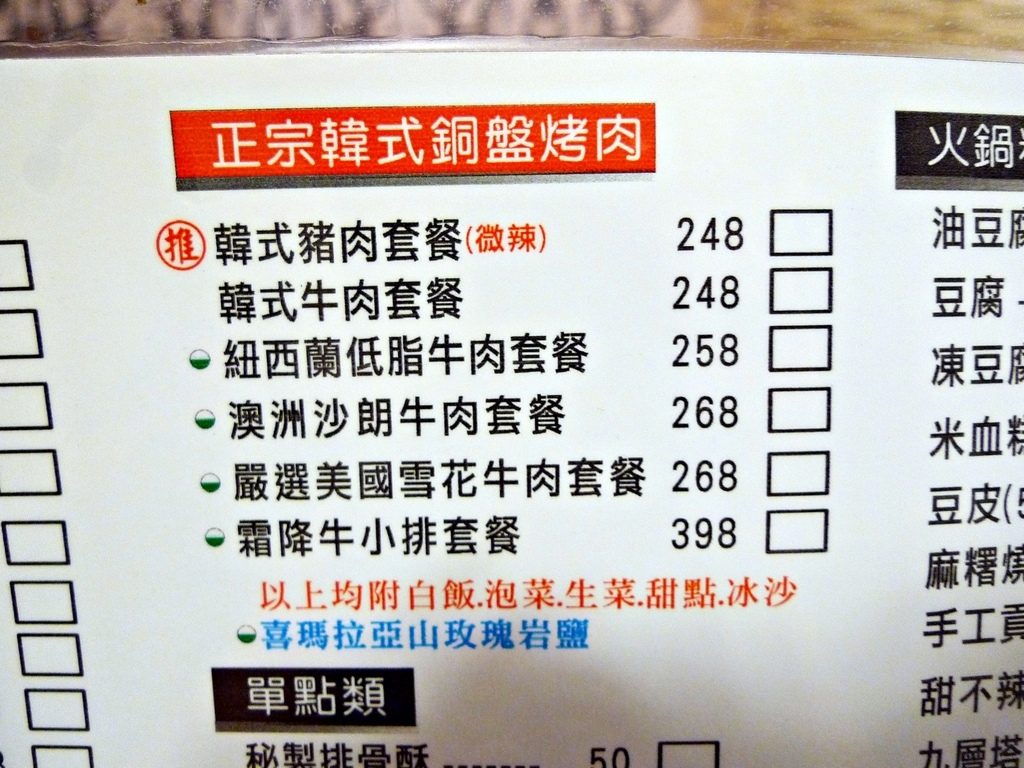 正宗韓式銅盤烤肉
推 韓式豬肉套餐(微辣) 248
韓式牛肉套餐 248
紐西蘭低脂牛肉套餐 258
澳洲沙朗牛肉套餐 268
嚴選美國雪花牛肉套餐 268
霜降牛小排套餐 398
以上均附白飯.泡菜.生菜.甜點.冰沙
喜瑪拉亞山玫瑰岩鹽
單點類
秘製排骨酥 -------- 50
火鍋
油豆腐
豆腐
凍豆腐
米血糕
豆皮(5
麻糬燒
手工貢
甜不辣
九層塔